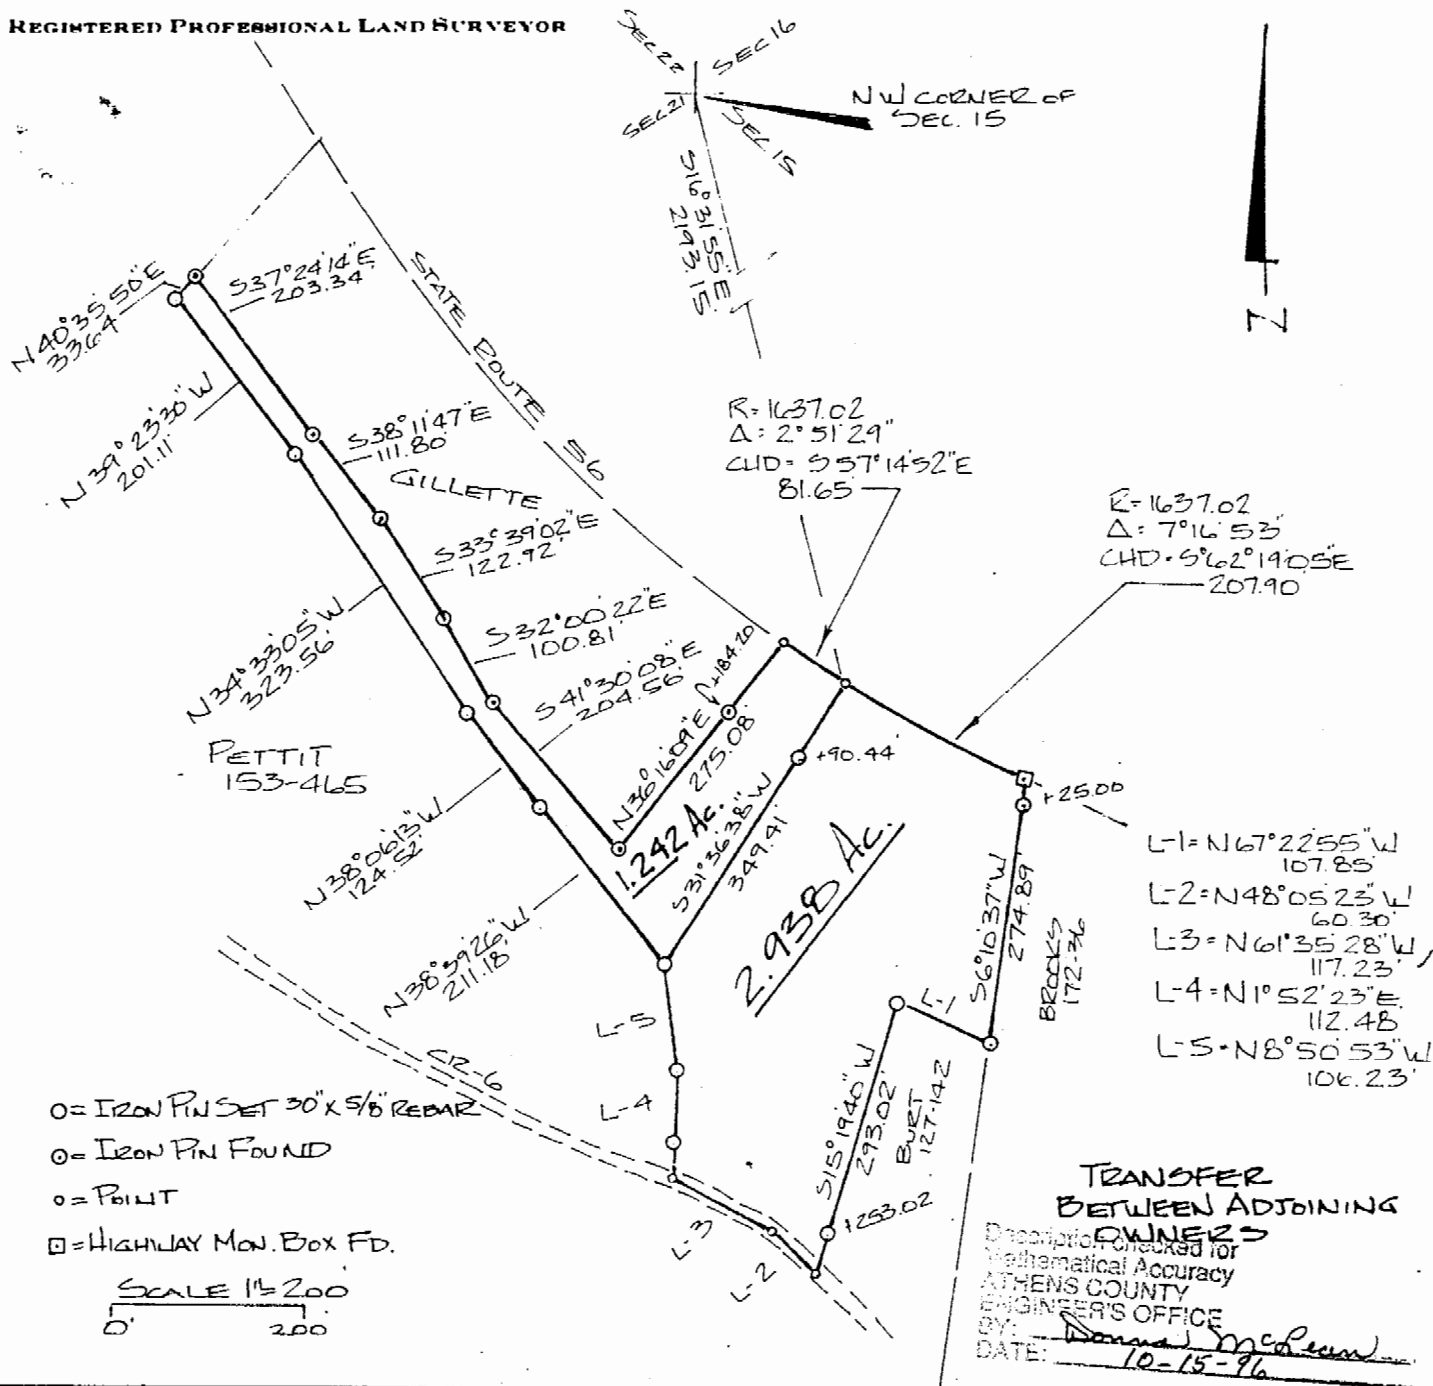 REGISTERED PROFESSIONAL LAND SURVEYOR
SEC 22
SEC 16
SEC 21
SEC 15
NW CORNER OF
SEC. 15
S16°31'55"E
2193.15'
N
N40°35'50"E
33.64
S37°24'14"E
203.34'
STATE ROUTE 56
N39°23'30"W
201.11'
S38°11'47"E
111.80'
GILLETTE
S33°39'02"E
122.92'
R=1637.02
Δ=2°51'29"
CHD=S57°14'52"E
81.65'
R=1637.02
Δ=7°16'53"
CHD=S°62°19'05"E
207.90
N34°33'05"W
323.56'
S32°00'22"E
100.81'
S41°30'08"E
204.56'
N36°16'09"E
+184.20
275.08'
PETTIT
153-465
+90.44'
+25.00
1.242 Ac.
S31°36'38"W
349.41'
2.938 Ac.
N38°06'13"W
124.52'
N38°39'26"W
211.18'
S6°10'37"W
274.89'
BROOKS
172-36
L-1=N67°22'55"W
107.85'
L-2=N48°05'23"W
60.30'
L-3=N61°35'28"W
117.23'
L-4=N1°52'23"E
112.48'
L-5=N8°50'53"W
106.23'
L-1
L-5
CR-6
L-4
S15°19'40"W
293.02'
BURT
127-142
+253.02
L-3
L-2
O=IRON PIN SET 30"X5/8" REBAR
⊙=IRON PIN FOUND
o=POINT
⊡=HIGHWAY MON. BOX FD.
SCALE 1"=200'
0' 200
TRANSFER
BETWEEN ADJOINING
OWNERS
Description checked for
Mathematical Accuracy
ATHENS COUNTY
ENGINEER'S OFFICE
BY: Donna McLean
DATE: 10-15-96